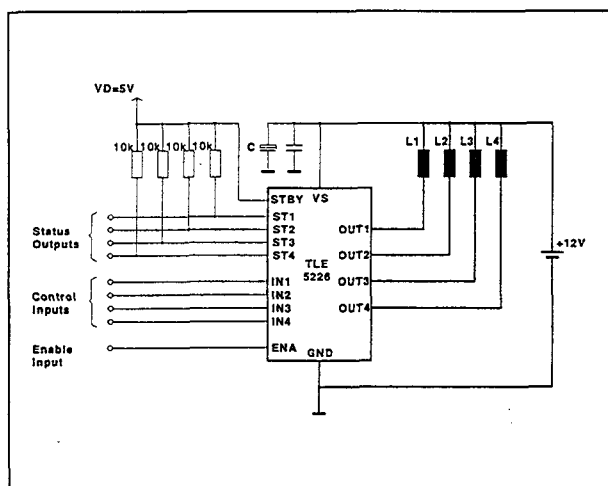 VD=5V
10k 10k 10k 10k
C
L1 L2 L3 L4
STBY VS
Status
Outputs
ST1
ST2
ST3
ST4
OUT1
OUT2
OUT3
OUT4
TLE
5226
+12V
Control
Inputs
IN1
IN2
IN3
IN4
Enable
Input
ENA
GND